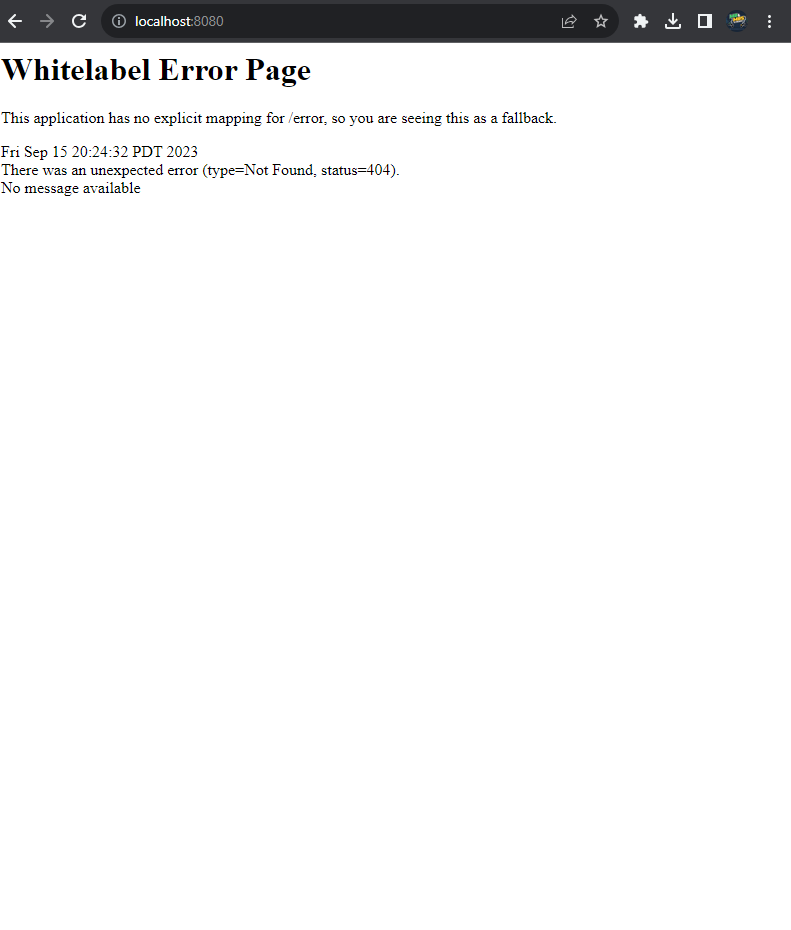 localhost:8080
Whitelabel Error Page
This application has no explicit mapping for /error, so you are seeing this as a fallback.
Fri Sep 15 20:24:32 PDT 2023
There was an unexpected error (type=Not Found, status=404).
No message available